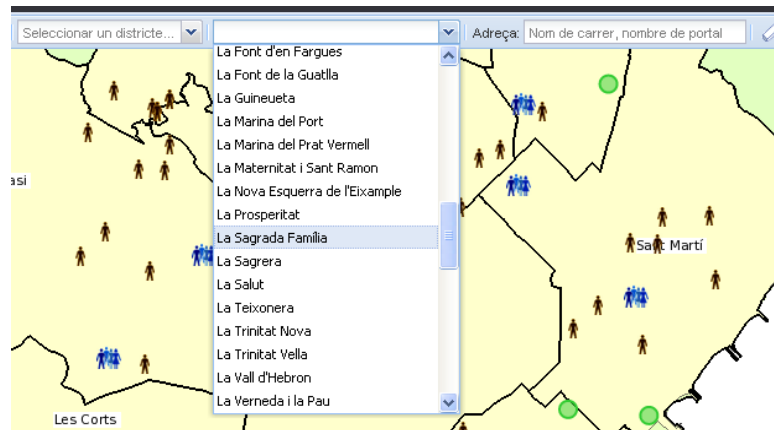 Seleccionar un districte...
Adreça: Nom de carrer, nombre de portal
La Font d'en Fargues
La Font de la Guatlla
La Guineueta
La Marina del Port
La Marina del Prat Vermell
La Maternitat i Sant Ramon
La Nova Esquerra de l'Eixample
La Prosperitat
La Sagrada Família
La Sagrera
La Salut
La Teixonera
La Trinitat Nova
La Trinitat Vella
La Vall d'Hebron
La Verneda i la Pau
asi
Sant Martí
Les Corts